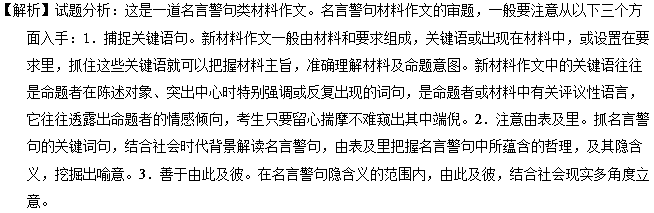 【解析】试题分析：这是一道名言警句类材料作文。名言警句材料作文的审题，一般要注意从以下三个方
面入手：1．捕捉关键语句。新材料作文一般由材料和要求组成，关键语或出现在材料中，或设置在要
求里，抓住这些关键语就可以把握材料主旨，准确理解材料及命题意图。新材料作文中的关键语往往
是命题者在陈述对象、突出中心时特别强调或反复出现的词句，是命题者或材料中有关评议性语言，
它往往透露出命题者的情感倾向，考生只要留心揣摩不难窥出其中端倪。2．注意由表及里。抓名言警
句的关键词句，结合社会时代背景解读名言警句，由表及里把握名言警句中所蕴含的哲理，及其隐含
义，挖掘出喻意。3．善于由此及彼。在名言警句隐含义的范围内，由此及彼，结合社会现实多角度立
意。